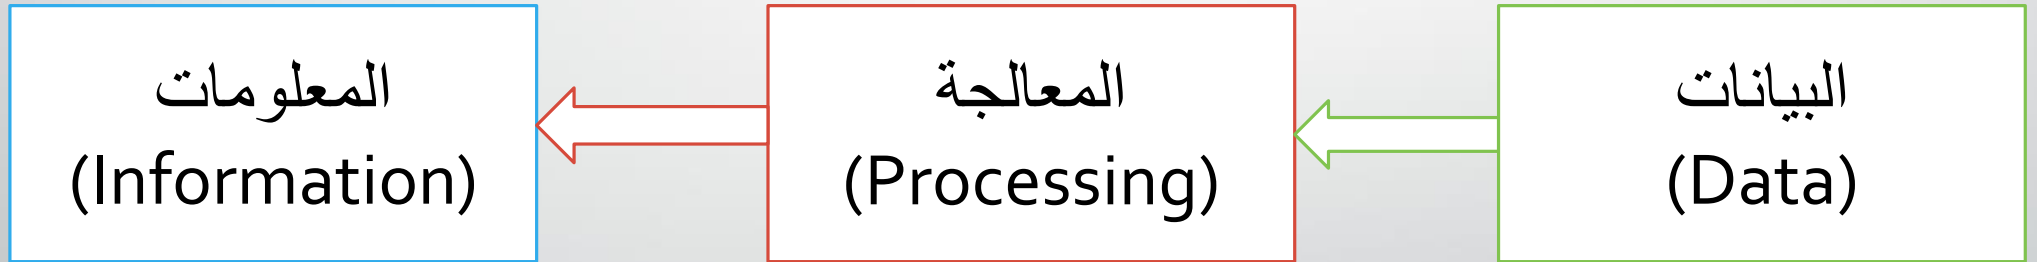 البيانات
(Data)
المعالجة
(Processing)
المعلومات
(Information)